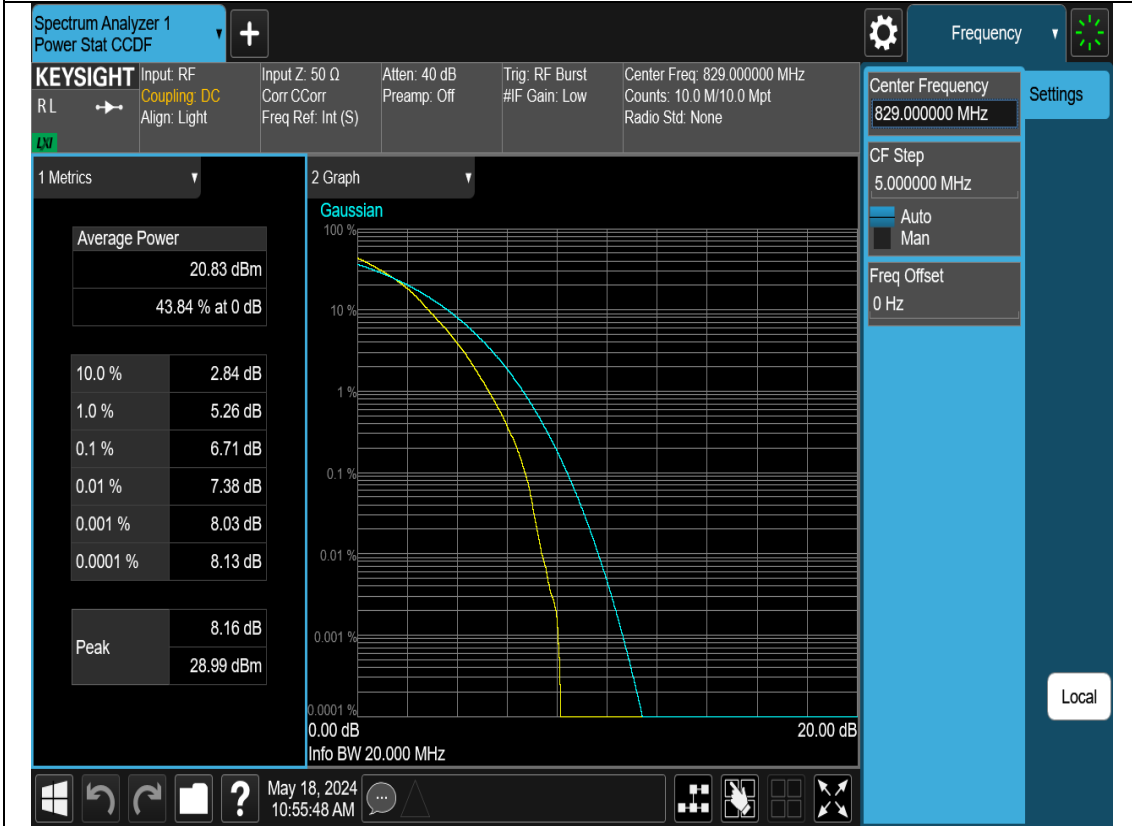 Spectrum Analyzer 1
Power Stat CCDF
▼
+
Frequency
▼
KEYSIGHT
RL
LXI
Input: RF
Coupling: DC
Align: Light
Input Z: 50 Ω
Corr CCorr
Freq Ref: Int (S)
Atten: 40 dB
Preamp: Off
Trig: RF Burst
#IF Gain: Low
Center Freq: 829.000000 MHz
Counts: 10.0 M/10.0 Mpt
Radio Std: None
1 Metrics
▼
Average Power
20.83 dBm
43.84 % at 0 dB
10.0 % 2.84 dB
1.0 % 5.26 dB
0.1 % 6.71 dB
0.01 % 7.38 dB
0.001 % 8.03 dB
0.0001 % 8.13 dB
Peak
8.16 dB
28.99 dBm
2 Graph
▼
Gaussian
100 %
10 %
1 %
0.1 %
0.01 %
0.001 %
0.0001 %
0.00 dB 20.00 dB
Info BW 20.000 MHz
Center Frequency
829.000000 MHz
Settings
CF Step
5.000000 MHz
Auto
Man
Freq Offset
0 Hz
Local
?
May 18, 2024
10:55:48 AM
...